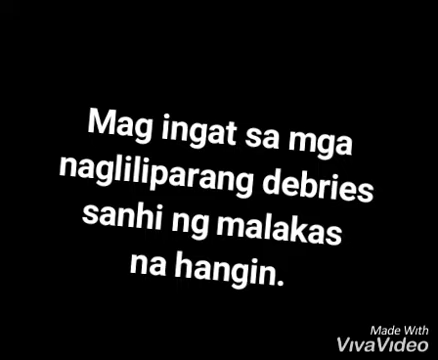 Mag ingat sa mga
nagliliparang debries
sanhi ng malakas
na hangin.
Made With
VivaVideo